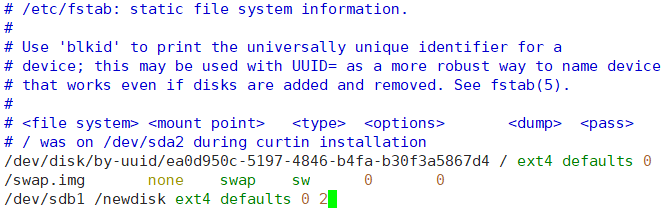 # /etc/fstab: static file system information.
#
# Use 'blkid' to print the universally unique identifier for a
# device; this may be used with UUID= as a more robust way to name device
# that works even if disks are added and removed. See fstab(5).
#
# <file system> <mount point>   <type>  <options>       <dump>  <pass>
# / was on /dev/sda2 during curtin installation
/dev/disk/by-uuid/ea0d950c-5197-4846-b4fa-b30f3a5867d4 / ext4 defaults 0
/swap.img       none    swap    sw      0       0
/dev/sdb1 /newdisk ext4 defaults 0 2